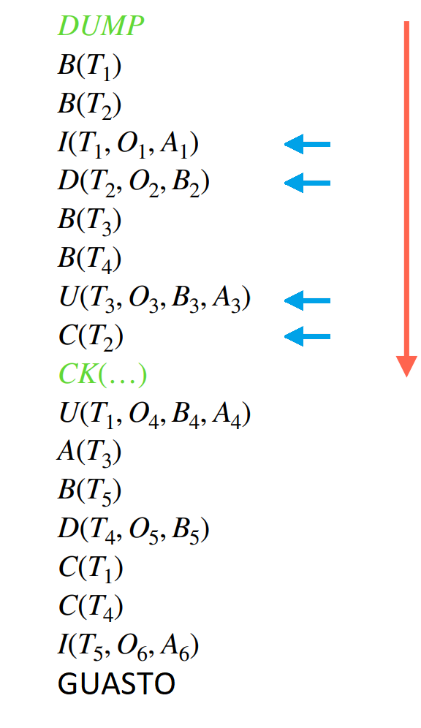 DUMP
B(T₁)
B(T₂)
I(T₁, O₁, A₁)
D(T₂, O₂, B₂)
B(T₃)
B(T₄)
U(T₃, O₃, B₃, A₃)
C(T₂)
CK(…)
U(T₁, O₄, B₄, A₄)
A(T₃)
B(T₅)
D(T₄, O₅, B₅)
C(T₁)
C(T₄)
I(T₅, O₆, A₆)
GUASTO